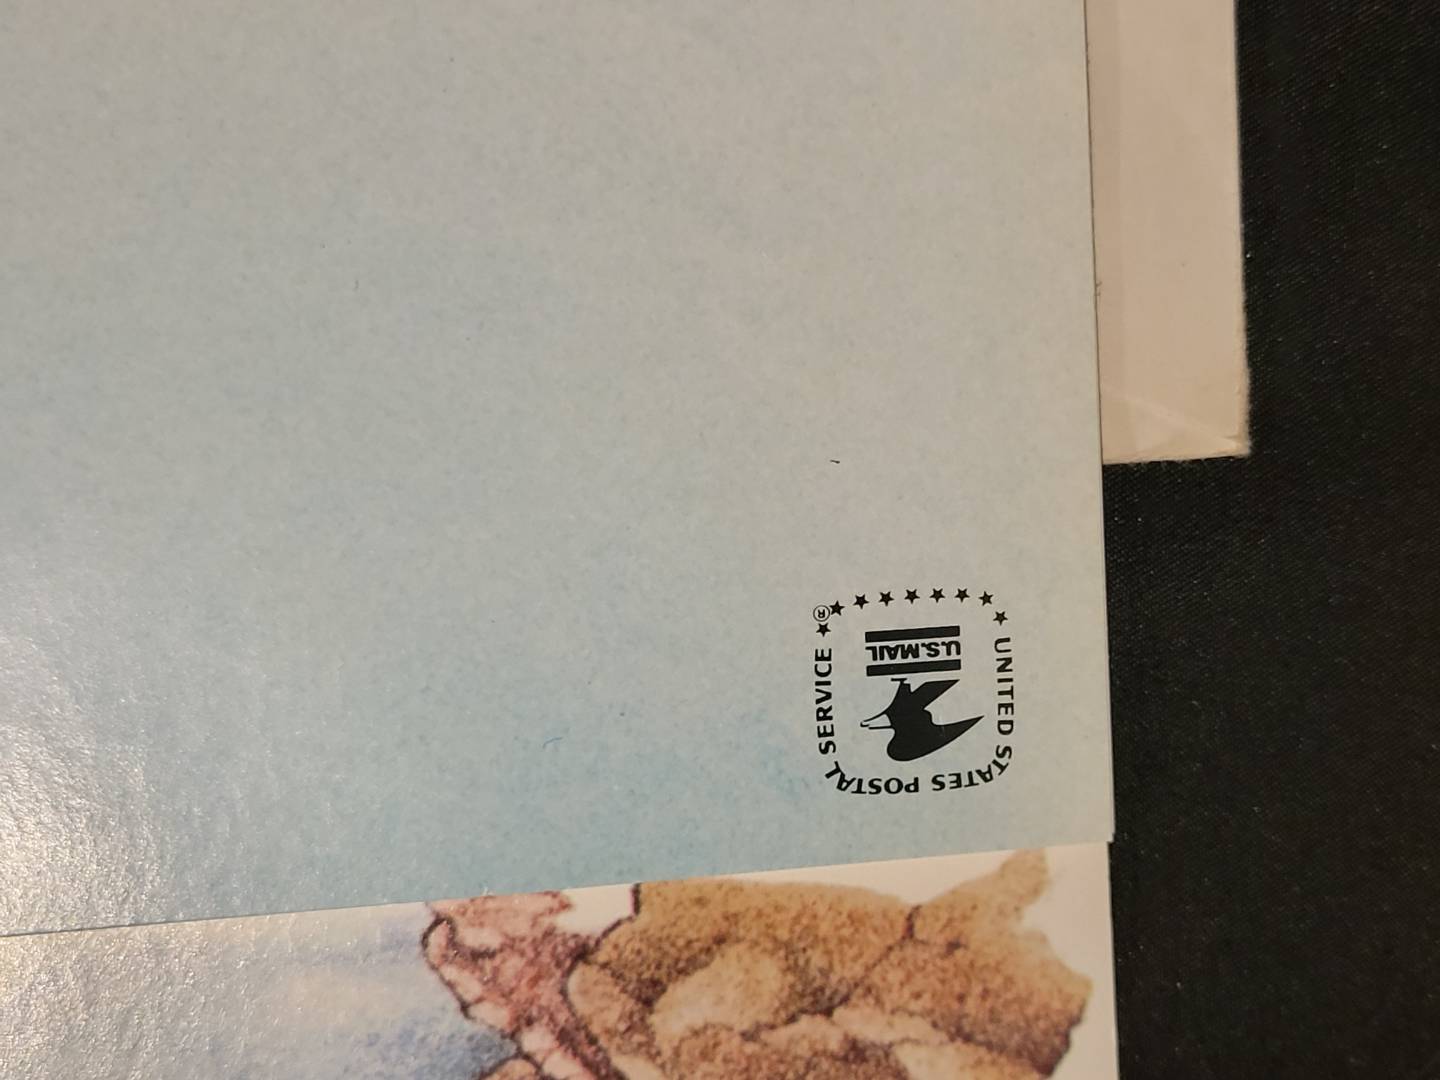 UNITED STATES POSTAL SERVICE ®
U.S.MAIL